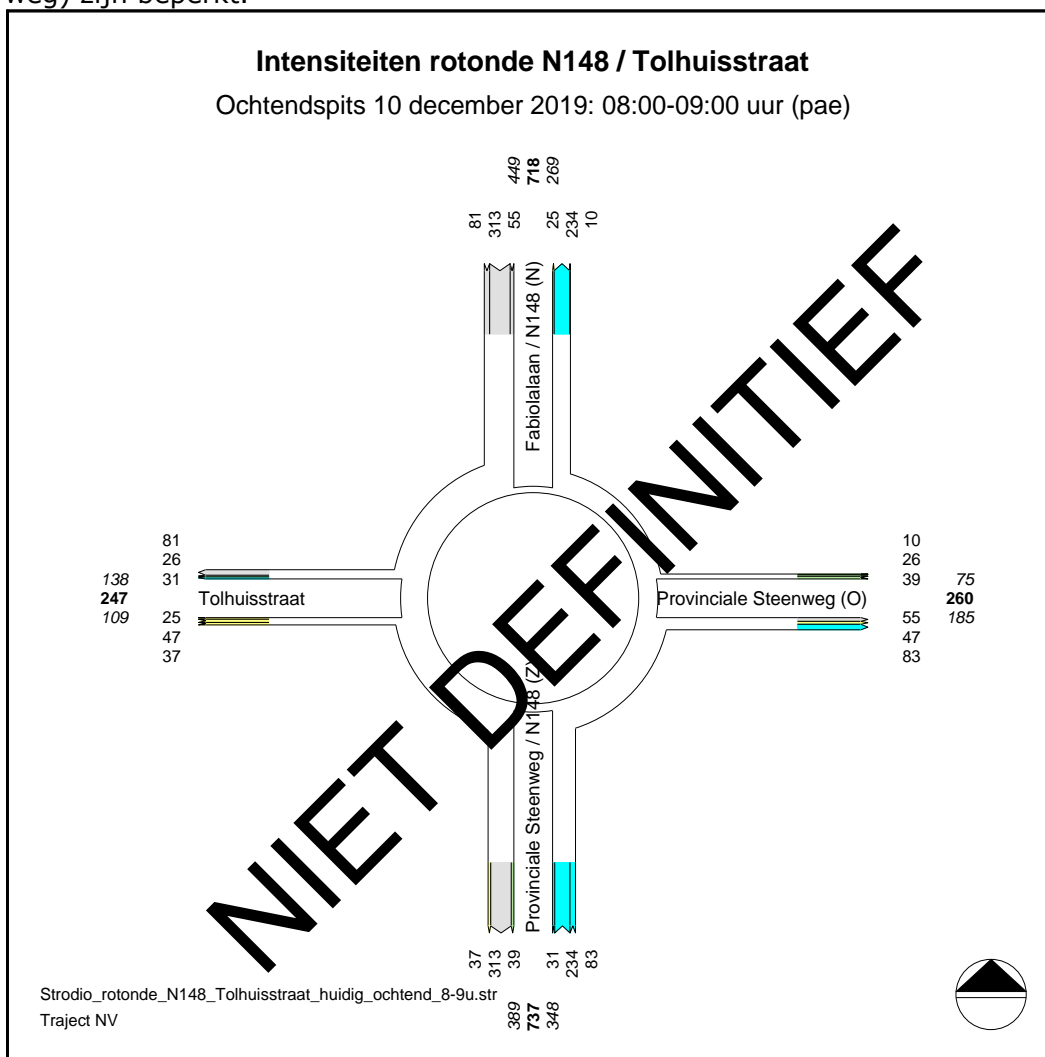 weg) zijn beperkt.
Intensiteiten rotonde N148 / Tolhuisstraat
Ochtendspits 10 december 2019: 08:00-09:00 uur (pae)
449 718 269
81 313 55 25 234 10
Fabiolalaan / N148 (N)
81
26
138 31
247 Tolhuisstraat
109 25
47
37
10
26
39 75
Provinciale Steenweg (O) 260
55 185
47
83
Provinciale Steenweg / N148 (Z)
37 313 39 31 234 83
389 737 348
NIET DEFINITIEF
Strodio_rotonde_N148_Tolhuisstraat_huidig_ochtend_8-9u.str
Traject NV